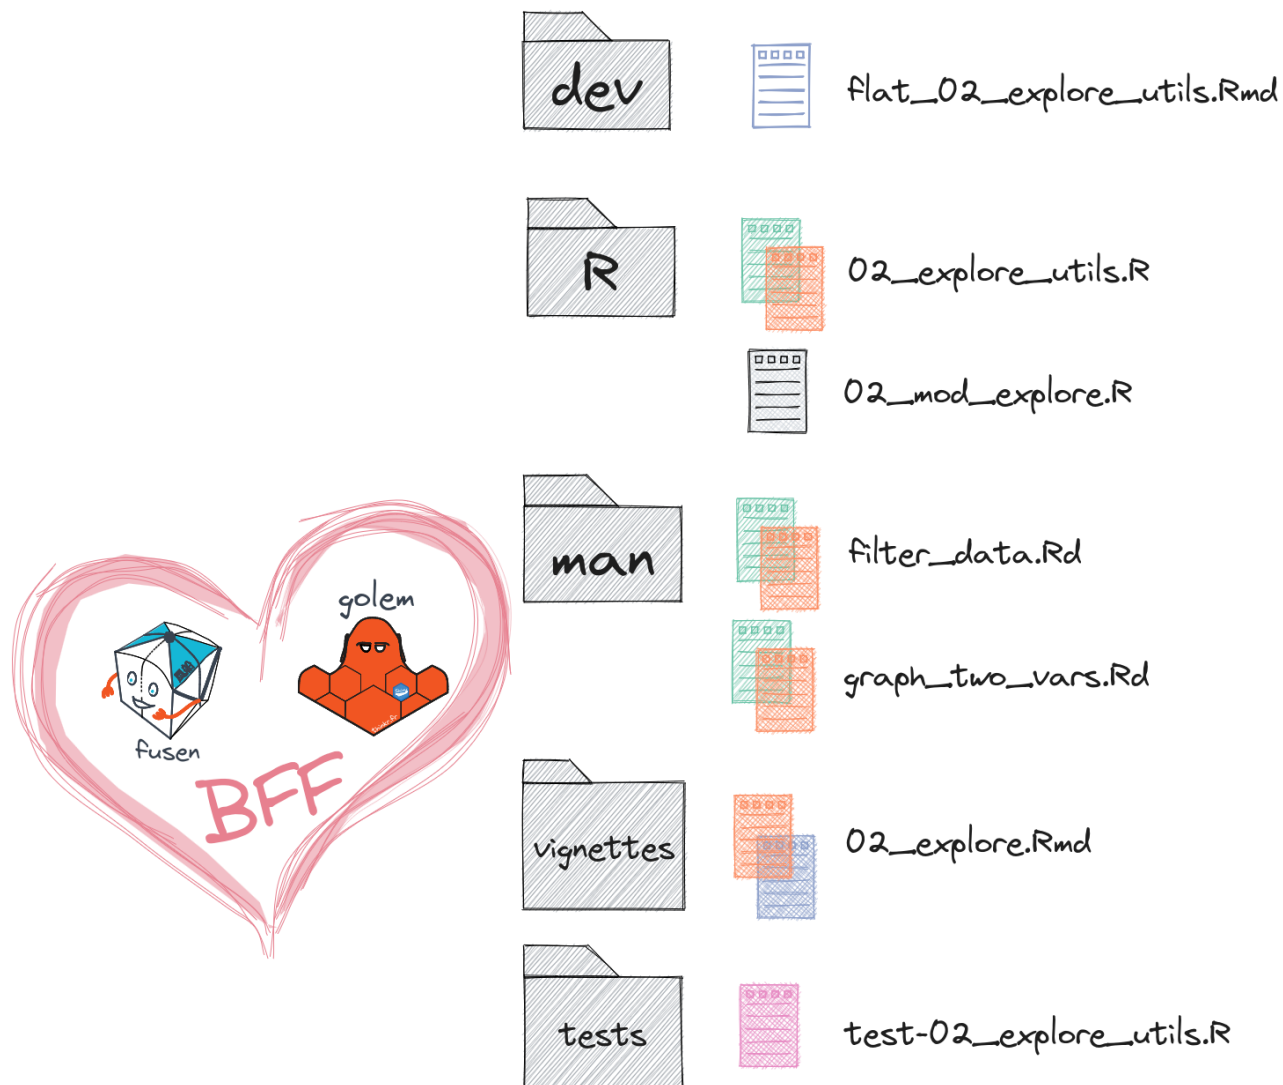 dev
flat_02_explore_utils.Rmd
R
02_explore_utils.R
02_mod_explore.R
man
filter_data.Rd
graph_two_vars.Rd
golem
fusen
BFF
vignettes
02_explore.Rmd
tests
test-02_explore_utils.R